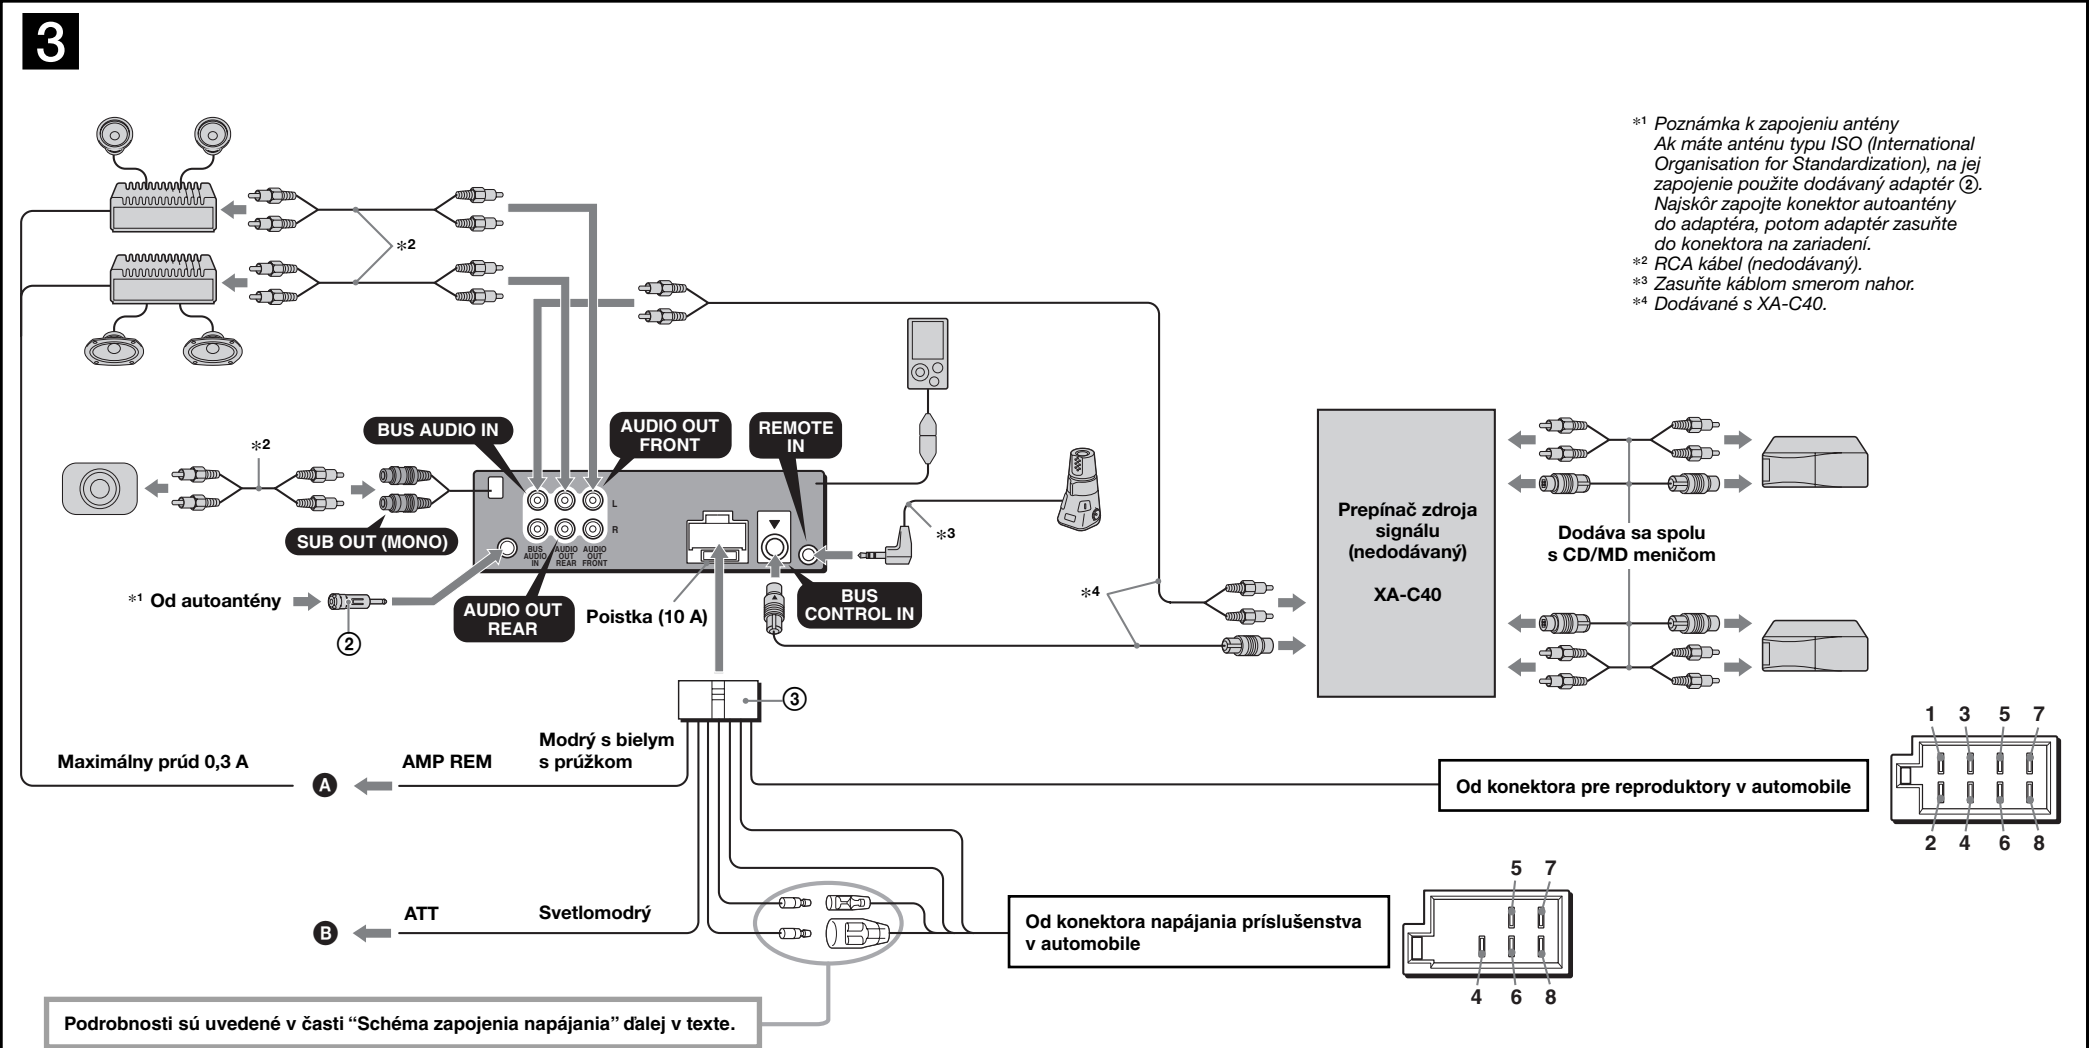 3
*1 Poznámka k zapojeniu antény
Ak máte anténu typu ISO (International
Organisation for Standardization), na jej
zapojenie použite dodávaný adaptér ②.
Najskôr zapojte konektor autoantény
do adaptéra, potom adaptér zasuňte
do konektora na zariadení.
*2 RCA kábel (nedodávaný).
*3 Zasuňte káblom smerom nahor.
*4 Dodávané s XA-C40.
*2
BUS AUDIO IN
AUDIO OUT
FRONT
REMOTE
IN
*2
SUB OUT (MONO)
L
R
BUS
AUDIO
IN
AUDIO
OUT
REAR
AUDIO
OUT
FRONT
*3
*1 Od autoantény
②
AUDIO OUT
REAR
Poistka (10 A)
BUS
CONTROL IN
*4
Prepínač zdroja
signálu
(nedodávaný)
XA-C40
Dodáva sa spolu
s CD/MD meničom
③
Maximálny prúd 0,3 A
A
AMP REM
Modrý s bielym
s prúžkom
Od konektora pre reproduktory v automobile
1 3 5 7
2 4 6 8
B
ATT
Svetlomodrý
Od konektora napájania príslušenstva
v automobile
5 7
4 6 8
Podrobnosti sú uvedené v časti “Schéma zapojenia napájania” ďalej v texte.